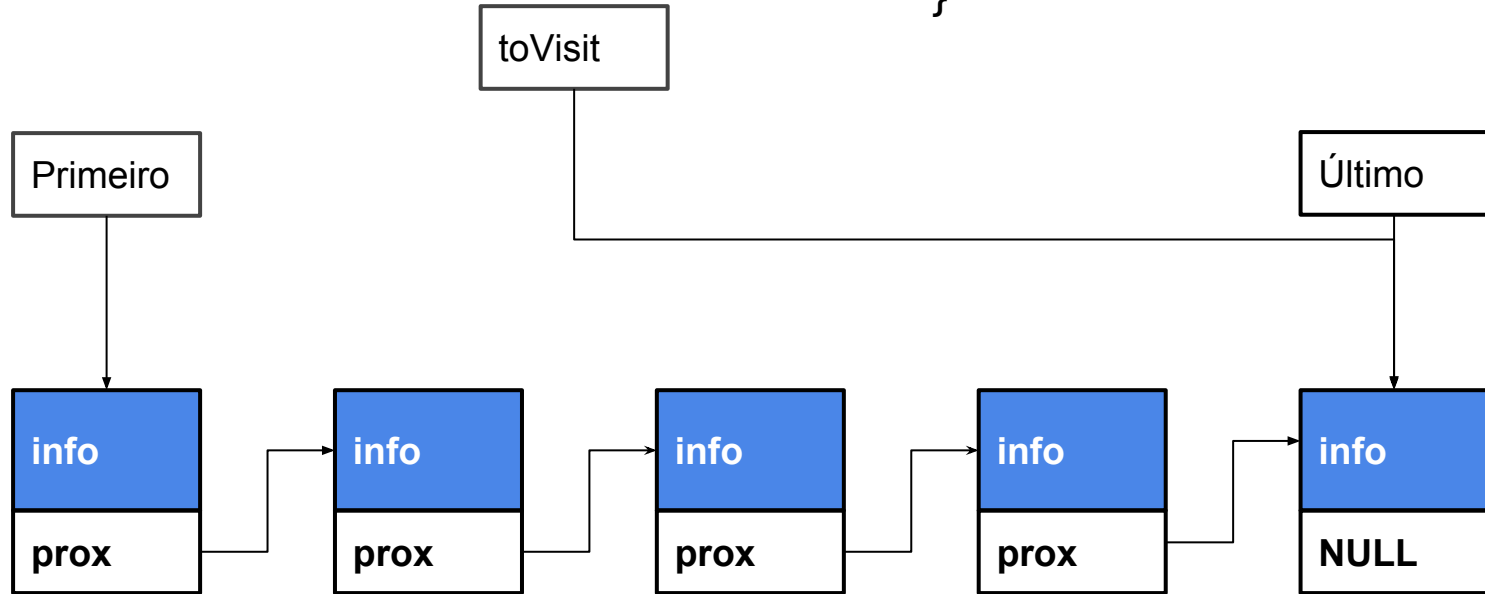 }
toVisit
Primeiro
Último
info
info
info
info
info
prox
prox
prox
prox
NULL